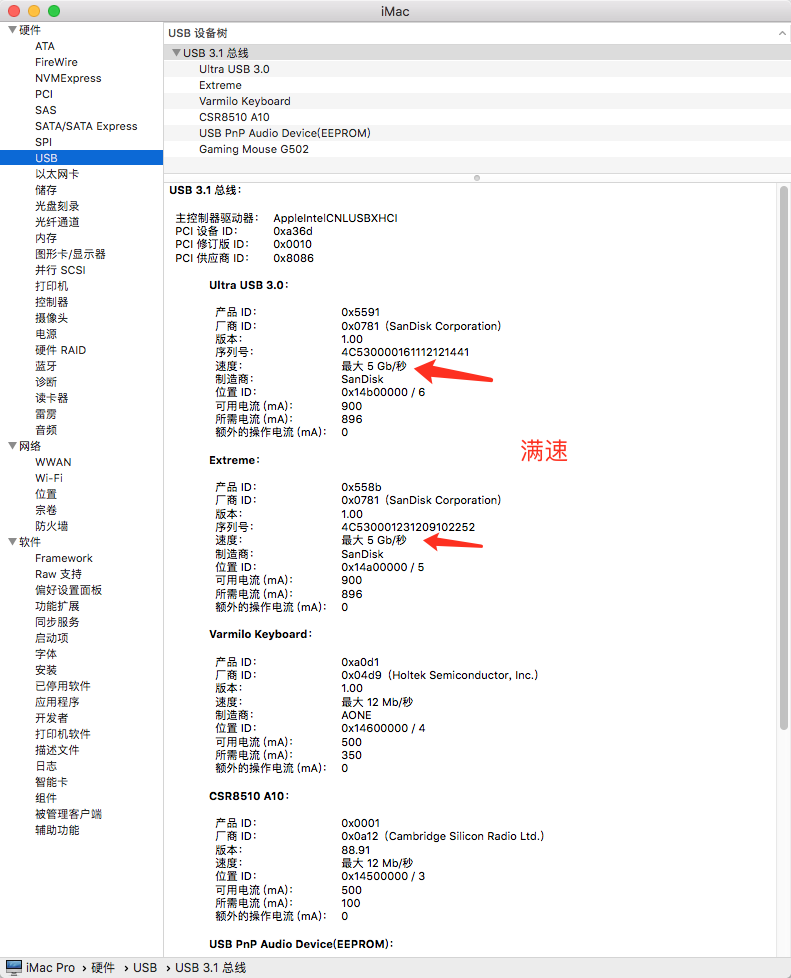 iMac
硬件
ATA
FireWire
NVMExpress
PCI
SAS
SATA/SATA Express
SPI
USB
以太网卡
储存
光盘刻录
光纤通道
内存
图形卡/显示器
并行 SCSI
打印机
控制器
摄像头
电源
硬件 RAID
蓝牙
诊断
读卡器
雷雳
音频
网络
WWAN
Wi-Fi
位置
宗卷
防火墙
软件
Framework
Raw 支持
偏好设置面板
功能扩展
同步服务
启动项
字体
安装
已停用软件
应用程序
开发者
打印机软件
描述文件
日志
智能卡
组件
被管理客户端
辅助功能
USB 设备树
USB 3.1 总线
Ultra USB 3.0
Extreme
Varmilo Keyboard
CSR8510 A10
USB PnP Audio Device(EEPROM)
Gaming Mouse G502
USB 3.1 总线:
主控制器驱动器: AppleIntelCNLUSBXHCI
PCI 设备 ID: 0xa36d
PCI 修订版 ID: 0x0010
PCI 供应商 ID: 0x8086
Ultra USB 3.0:
产品 ID: 0x5591
厂商 ID: 0x0781 (SanDisk Corporation)
版本: 1.00
序列号: 4C530000161112121441
速度: 最大 5 Gb/秒
制造商: SanDisk
位置 ID: 0x14b00000 / 6
可用电流 (mA): 900
所需电流 (mA): 896
额外的操作电流 (mA): 0
满速
Extreme:
产品 ID: 0x558b
厂商 ID: 0x0781 (SanDisk Corporation)
版本: 1.00
序列号: 4C530001231209102252
速度: 最大 5 Gb/秒
制造商: SanDisk
位置 ID: 0x14a00000 / 5
可用电流 (mA): 900
所需电流 (mA): 896
额外的操作电流 (mA): 0
Varmilo Keyboard:
产品 ID: 0xa0d1
厂商 ID: 0x04d9 (Holtek Semiconductor, Inc.)
版本: 1.00
速度: 最大 12 Mb/秒
制造商: AONE
位置 ID: 0x14600000 / 4
可用电流 (mA): 500
所需电流 (mA): 350
额外的操作电流 (mA): 0
CSR8510 A10:
产品 ID: 0x0001
厂商 ID: 0x0a12 (Cambridge Silicon Radio Ltd.)
版本: 88.91
速度: 最大 12 Mb/秒
位置 ID: 0x14500000 / 3
可用电流 (mA): 500
所需电流 (mA): 100
额外的操作电流 (mA): 0
USB PnP Audio Device(EEPROM):
iMac Pro › 硬件 › USB › USB 3.1 总线